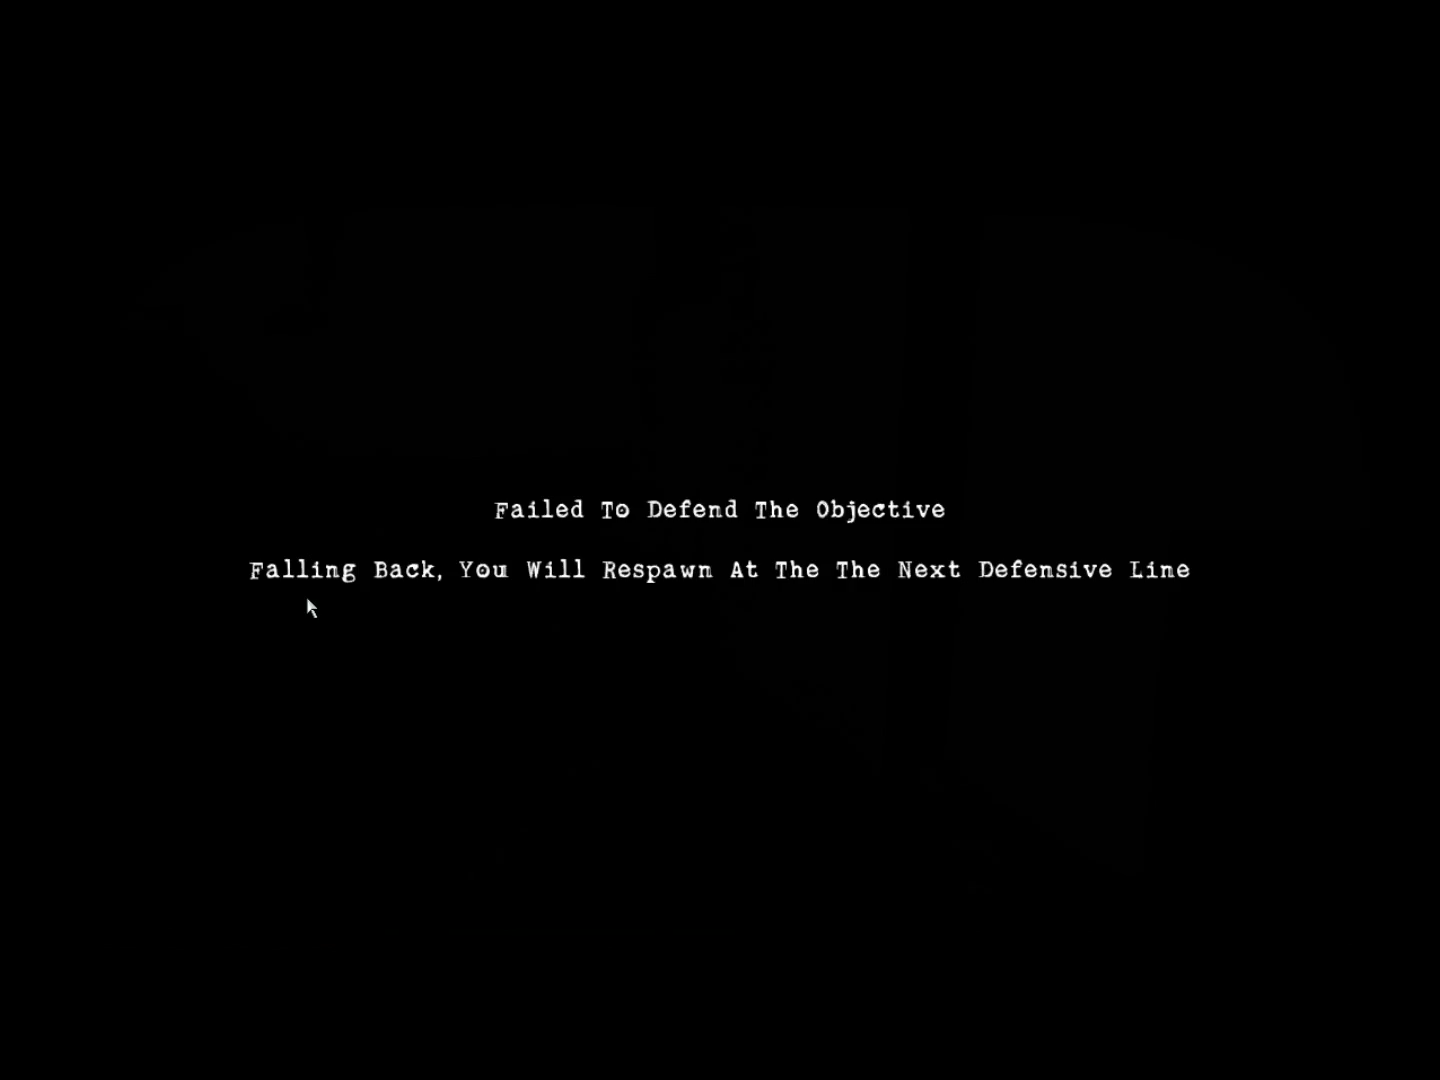 Failed To Defend The Objective
Falling Back, You Will Respawn At The The Next Defensive Line